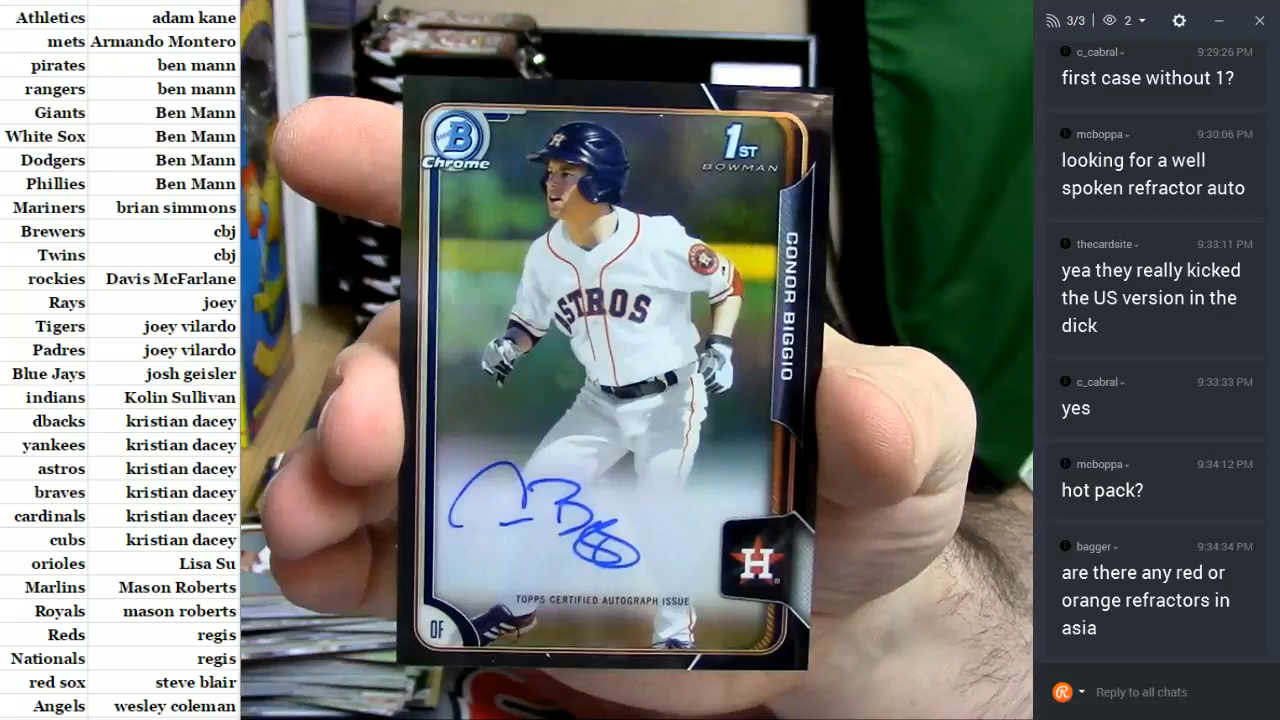 Athletics adam kane
mets Armando Montero
pirates ben mann
rangers ben mann
Giants Ben Mann
White Sox Ben Mann
Dodgers Ben Mann
Phillies Ben Mann
Mariners brian simmons
Brewers cbj
Twins cbj
rockies Davis McFarlane
Rays joey
Tigers joey vilardo
Padres joey vilardo
Blue Jays josh geisler
indians Kolin Sullivan
dbacks kristian dacey
yankees kristian dacey
astros kristian dacey
braves kristian dacey
cardinals kristian dacey
cubs kristian dacey
orioles Lisa Su
Marlins Mason Roberts
Royals mason roberts
Reds regis
Nationals regis
red sox steve blair
Angels wesley coleman
B
Chrome
1ST
BOWMAN
CONOR BIGGIO
ASTROS
H
TOPPS CERTIFIED AUTOGRAPH ISSUE
OF
3/3 2
c_cabral 9:29:26 PM
first case without 1?
mcboppa 9:30:06 PM
looking for a well
spoken refractor auto
thecardsite 9:33:11 PM
yea they really kicked
the US version in the
dick
c_cabral 9:33:33 PM
yes
mcboppa 9:34:12 PM
hot pack?
bagger 9:34:34 PM
are there any red or
orange refractors in
asia
Reply to all chats